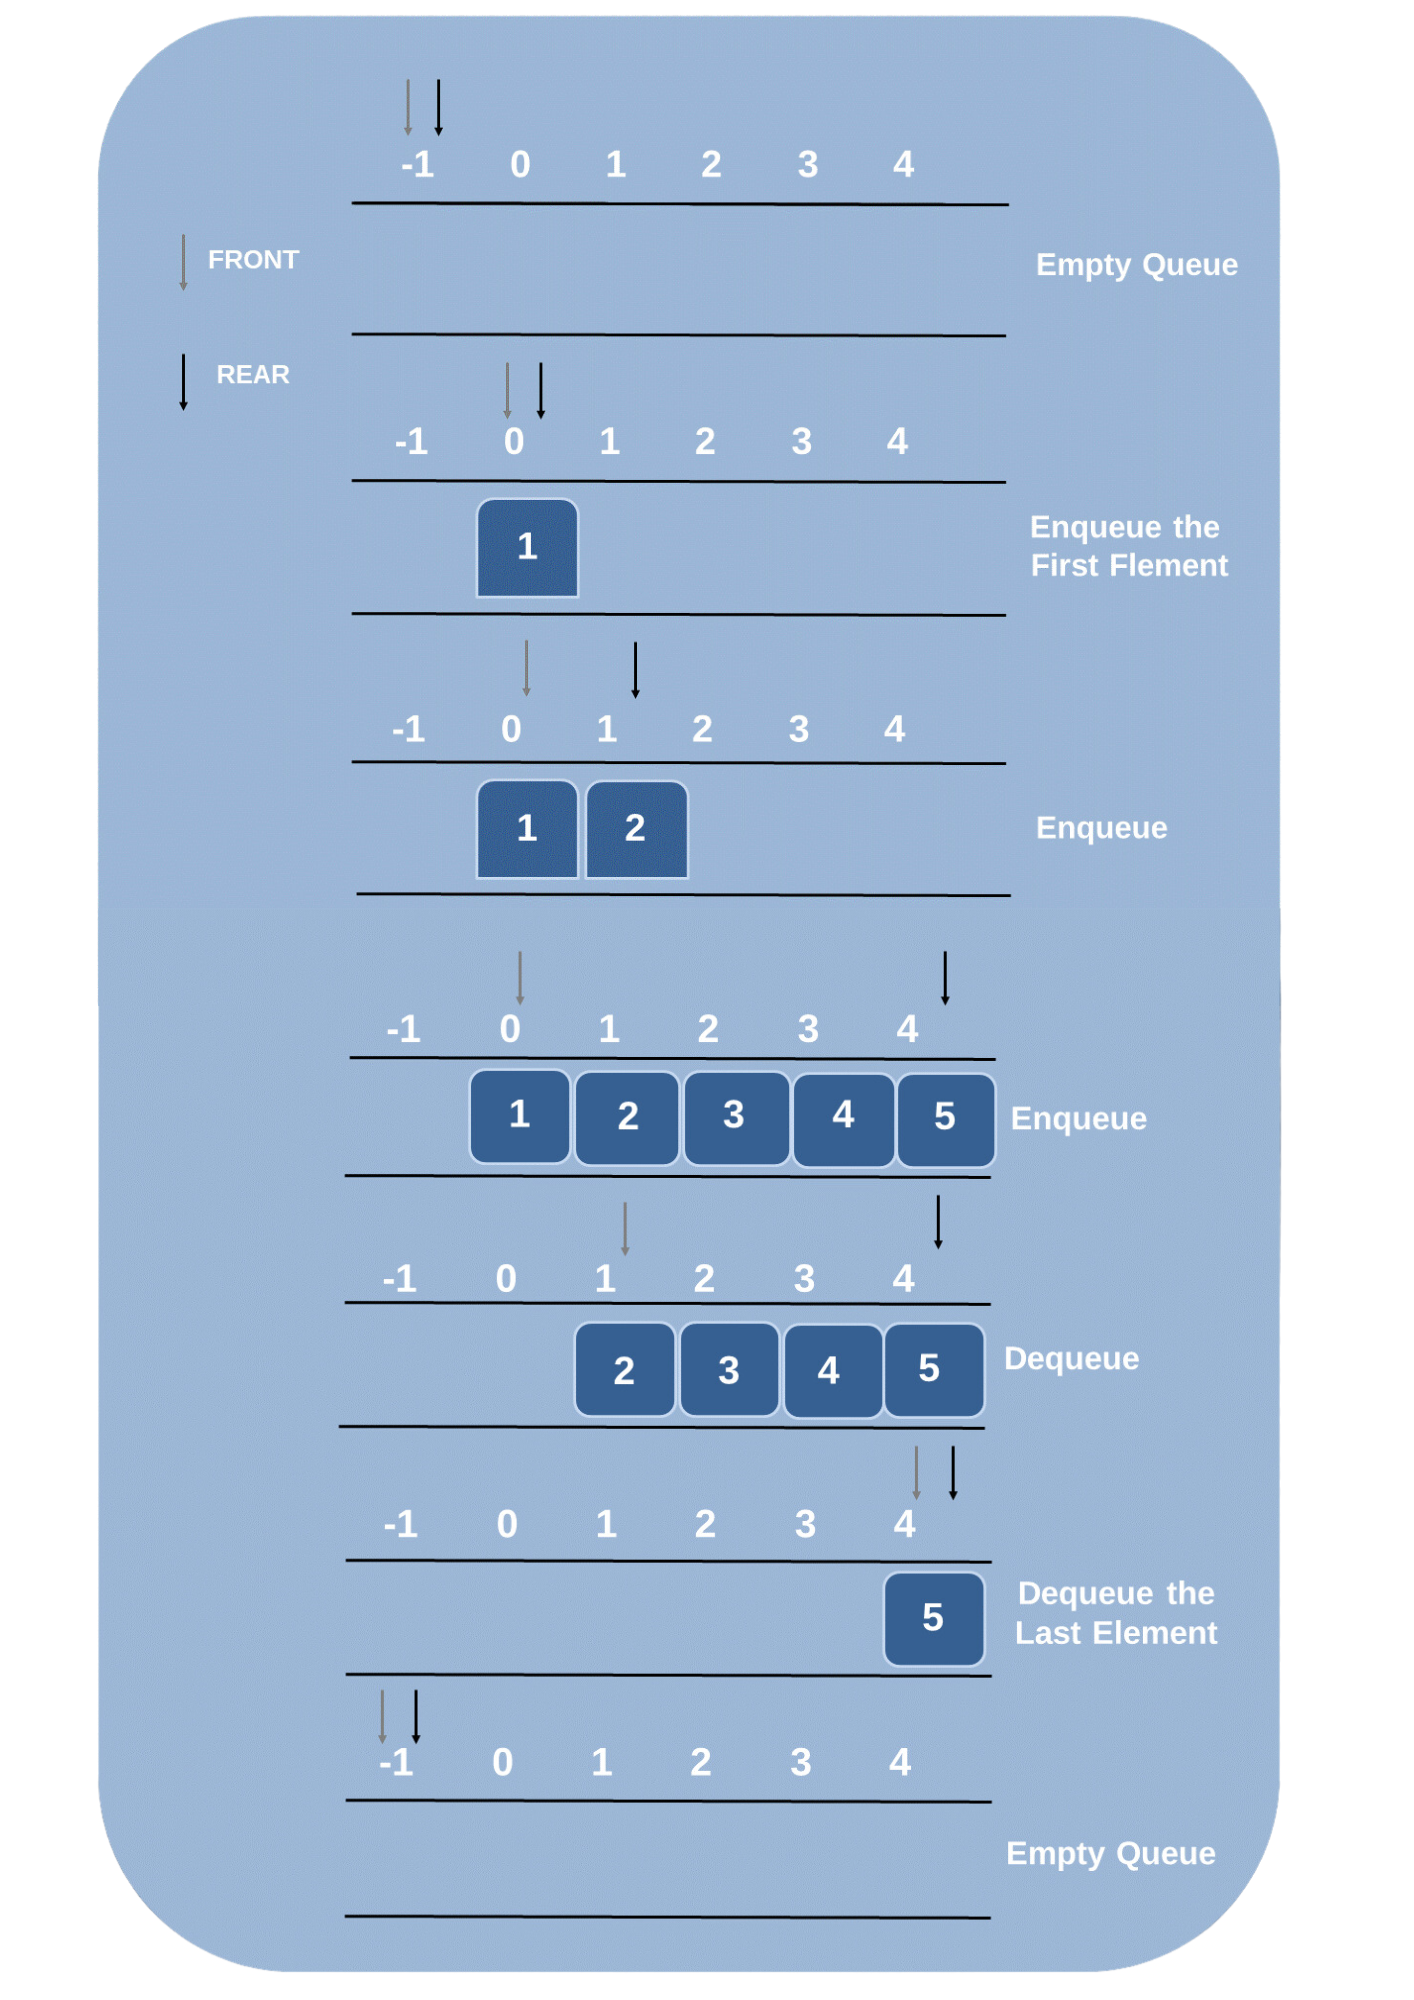 -1 0 1 2 3 4
FRONT
Empty Queue
REAR
-1 0 1 2 3 4
1
Enqueue the
First Flement
-1 0 1 2 3 4
1 2
Enqueue
-1 0 1 2 3 4
1 2 3 4 5
Enqueue
-1 0 1 2 3 4
2 3 4 5
Dequeue
-1 0 1 2 3 4
5
Dequeue the
Last Element
-1 0 1 2 3 4
Empty Queue